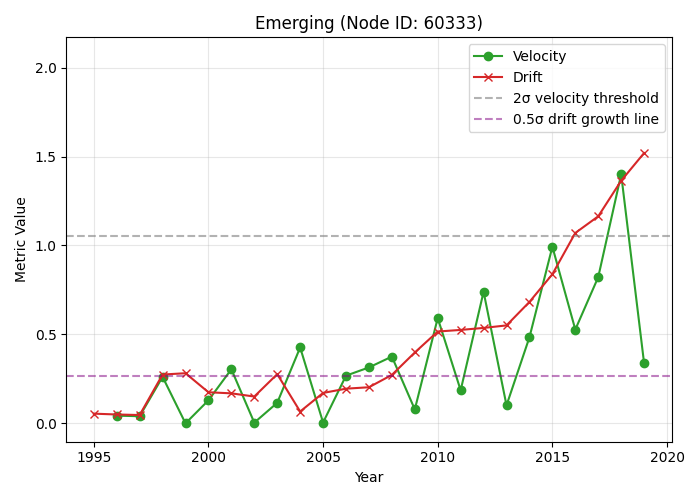 Emerging (Node ID: 60333)
Velocity
Drift
2σ velocity threshold
0.5σ drift growth line
Metric Value
2.0
1.5
1.0
0.5
0.0
1995 2000 2005 2010 2015 2020
Year